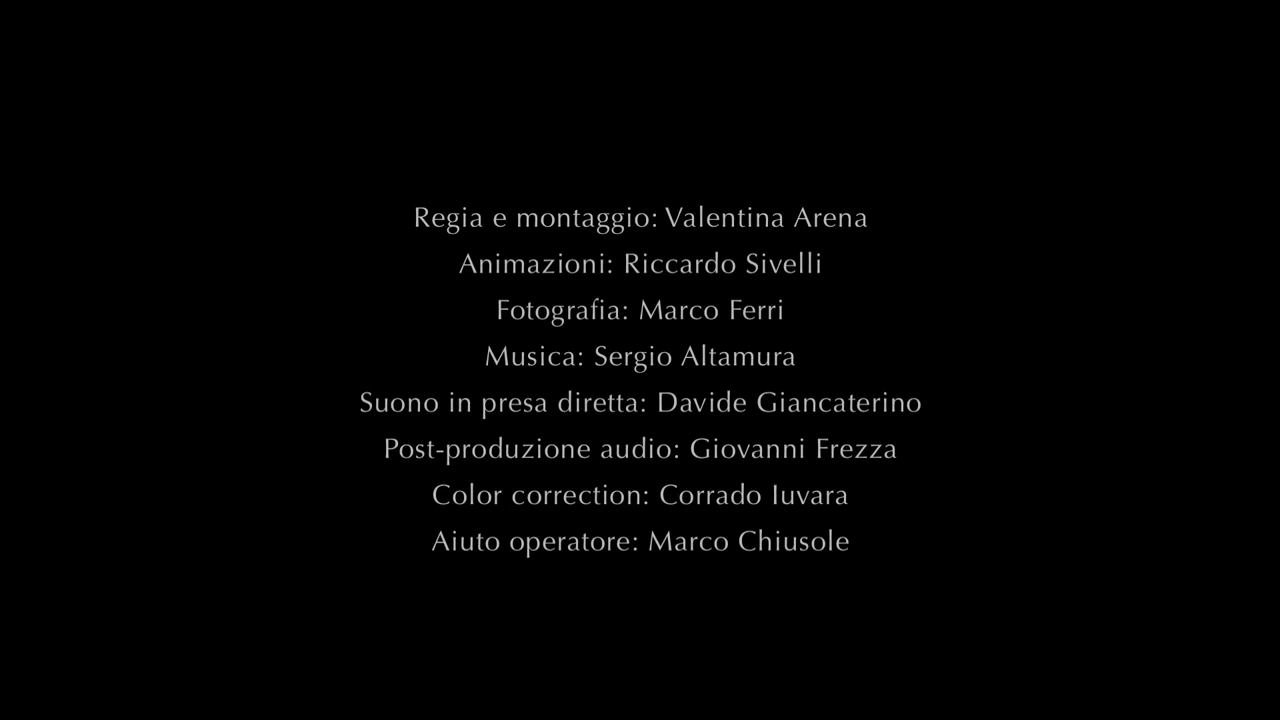 Regia e montaggio: Valentina Arena
Animazioni: Riccardo Sivelli
Fotografia: Marco Ferri
Musica: Sergio Altamura
Suono in presa diretta: Davide Giancaterino
Post-produzione audio: Giovanni Frezza
Color correction: Corrado Iuvara
Aiuto operatore: Marco Chiusole